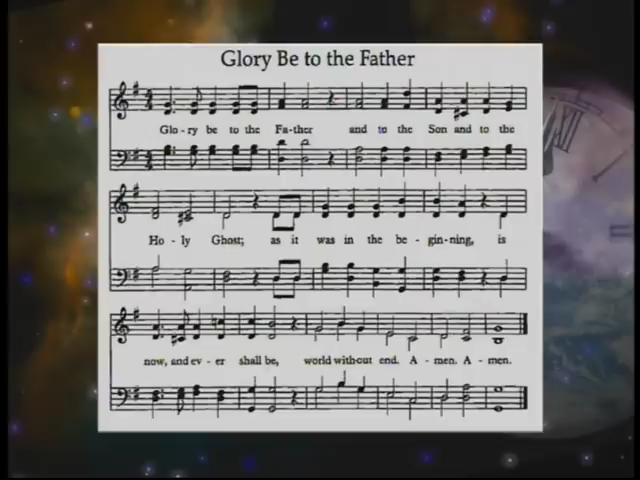 Glory Be to the Father
Glo - ry be to the Fa - ther and to the Son and to the
Ho - ly Ghost; as it was in the be - gin - ning, is
now, and ev - er shall be, world without end. A - men. A - men.
XII